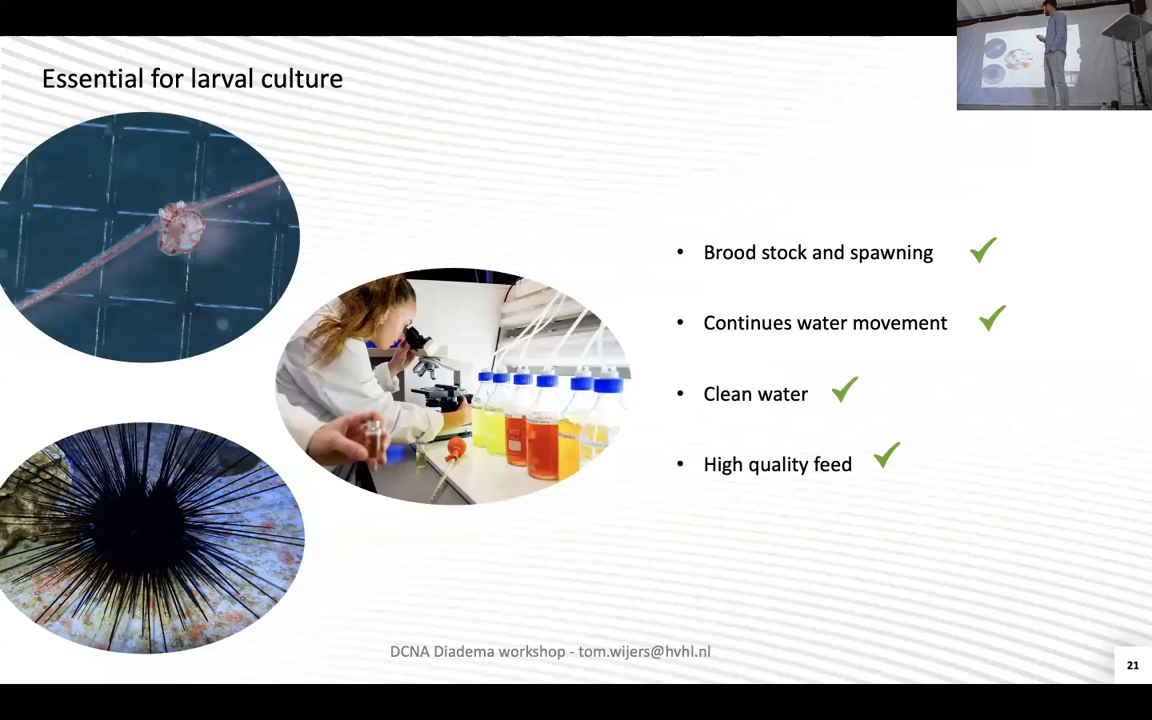 Essential for larval culture
• Brood stock and spawning
• Continues water movement
• Clean water
• High quality feed
DCNA Diadema workshop - tom.wijers@hvhl.nl
21